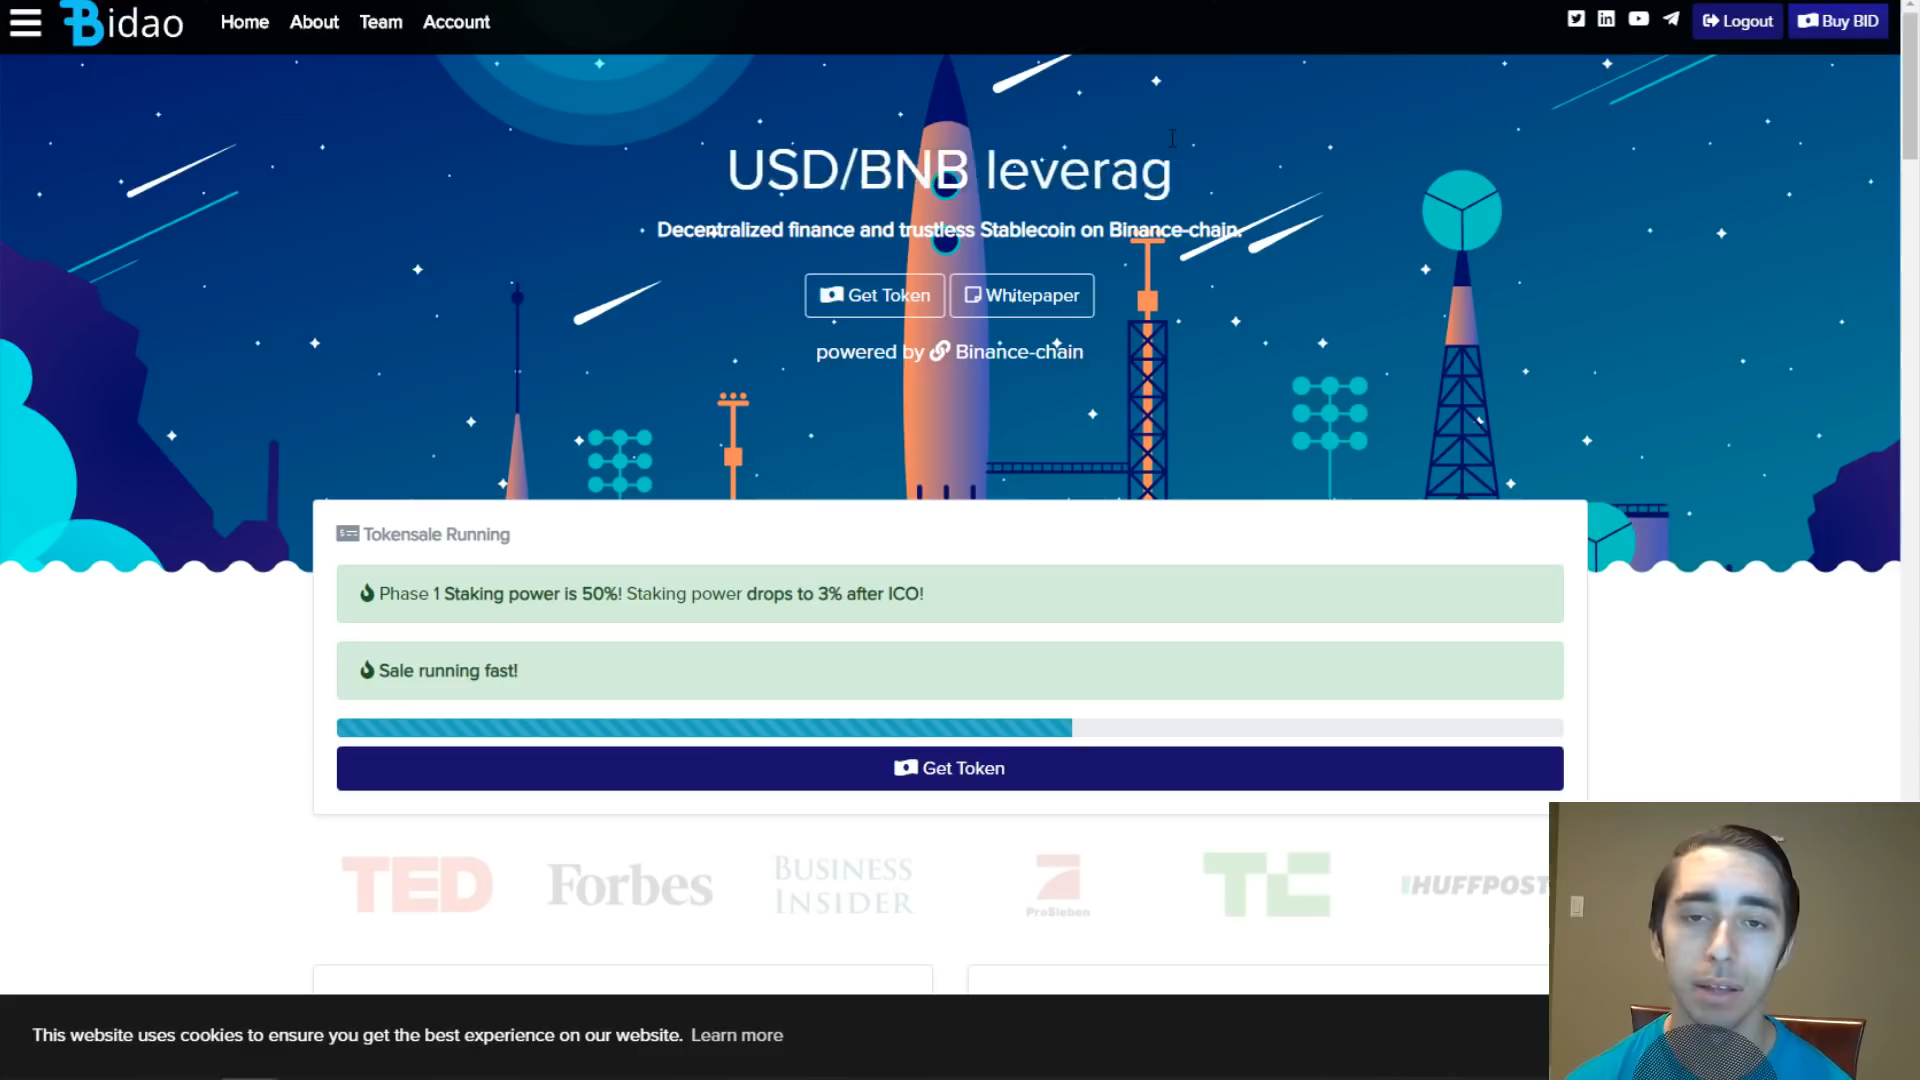 Bidao
Home About Team Account
Logout Buy BID
USD/BNB leverag
Decentralized finance and trustless Stablecoin on Binance-chain.
Get Token Whitepaper
powered by Binance-chain
Tokensale Running
Phase 1 Staking power is 50%! Staking power drops to 3% after ICO!
Sale running fast!
Get Token
TED Forbes BUSINESS INSIDER ProSieben TC HUFFPOST
This website uses cookies to ensure you get the best experience on our website. Learn more